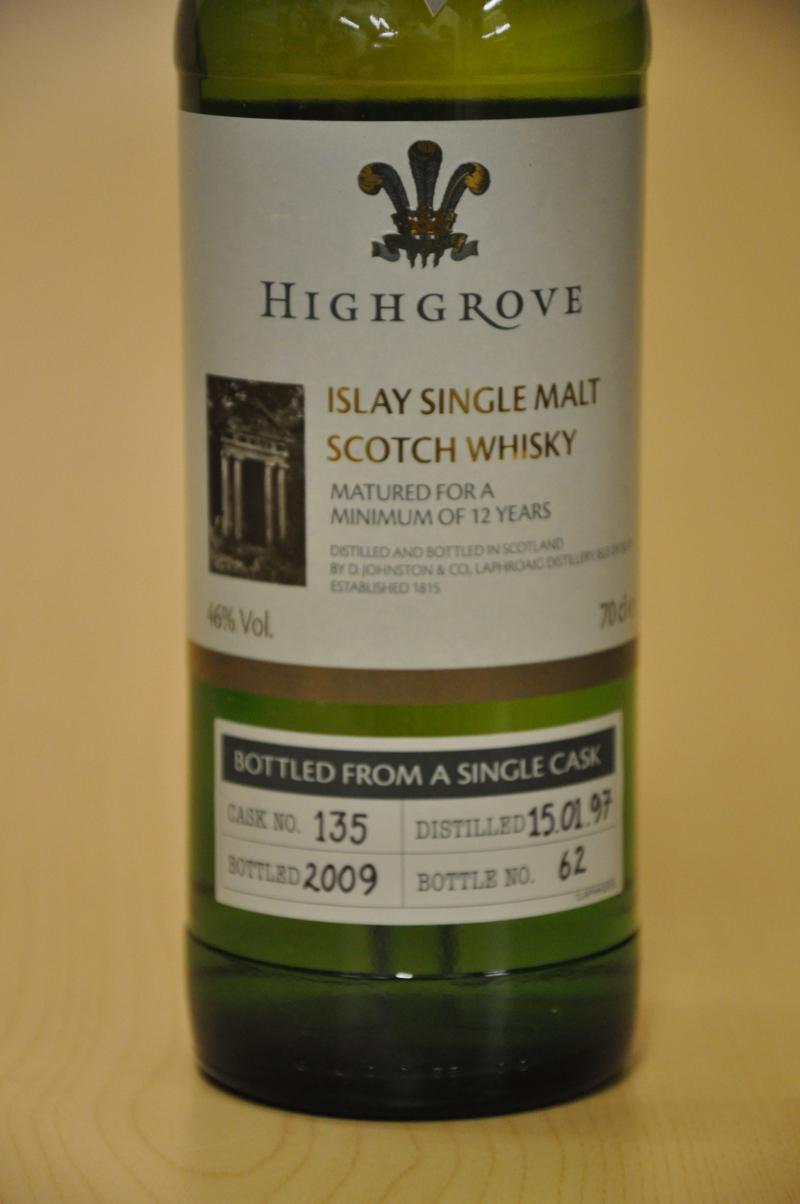 HIGHGROVE
ISLAY SINGLE MALT
SCOTCH WHISKY
MATURED FOR A
MINIMUM OF 12 YEARS
DISTILLED AND BOTTLED IN SCOTLAND
BY D. JOHNSTON & CO., LAPHROAIG DISTILLERY,
ESTABLISHED 1815
46% Vol.
70 cl e
BOTTLED FROM A SINGLE CASK
CASK NO. 135
DISTILLED 15.01.97
BOTTLED 2009
BOTTLE NO. 62